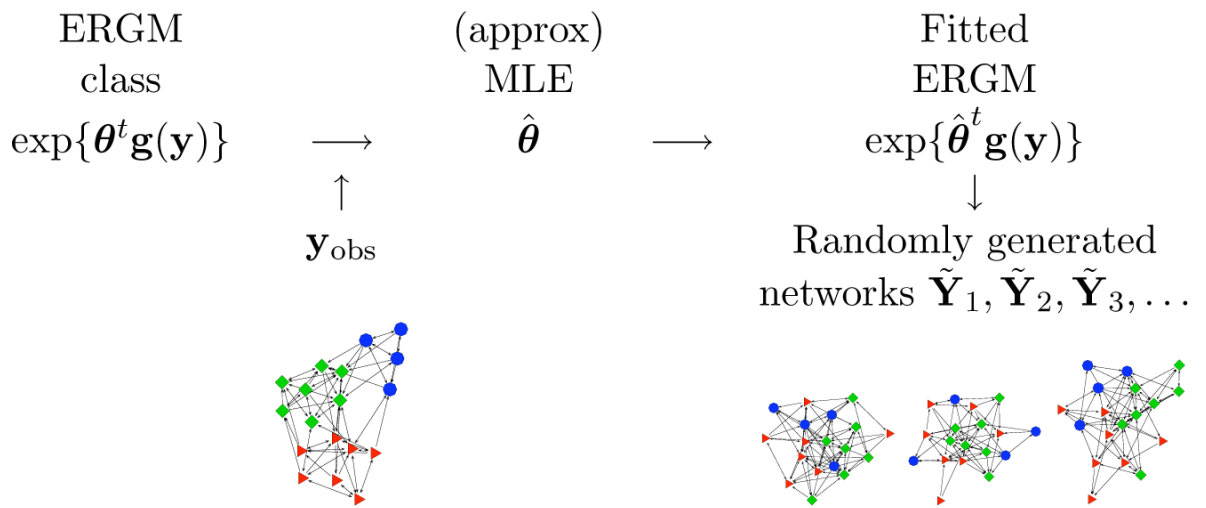 ERGM
class
exp{θᵗg(y)}
⟶
↑
y_obs
(approx)
MLE
θ̂
⟶
Fitted
ERGM
exp{θ̂ᵗg(y)}
↓
Randomly generated
networks Ỹ₁, Ỹ₂, Ỹ₃, …